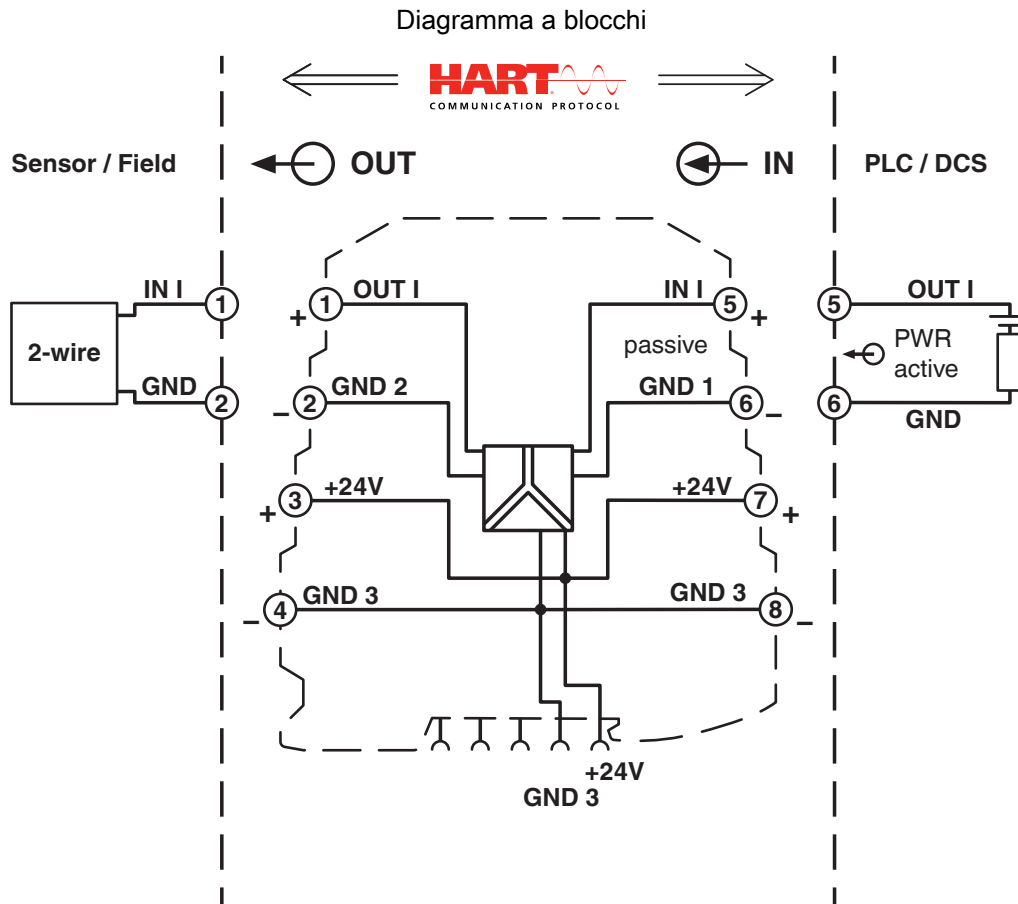 Diagramma a blocchi
HART
COMMUNICATION PROTOCOL
Sensor / Field
OUT
IN
PLC / DCS
IN I
1
+
1
OUT I
IN I
5
+
5
OUT I
2-wire
passive
PWR
active
GND
2
–
2
GND 2
GND 1
6
–
6
GND
+
3
+24V
+24V
7
+
–
4
GND 3
GND 3
8
–
+24V
GND 3